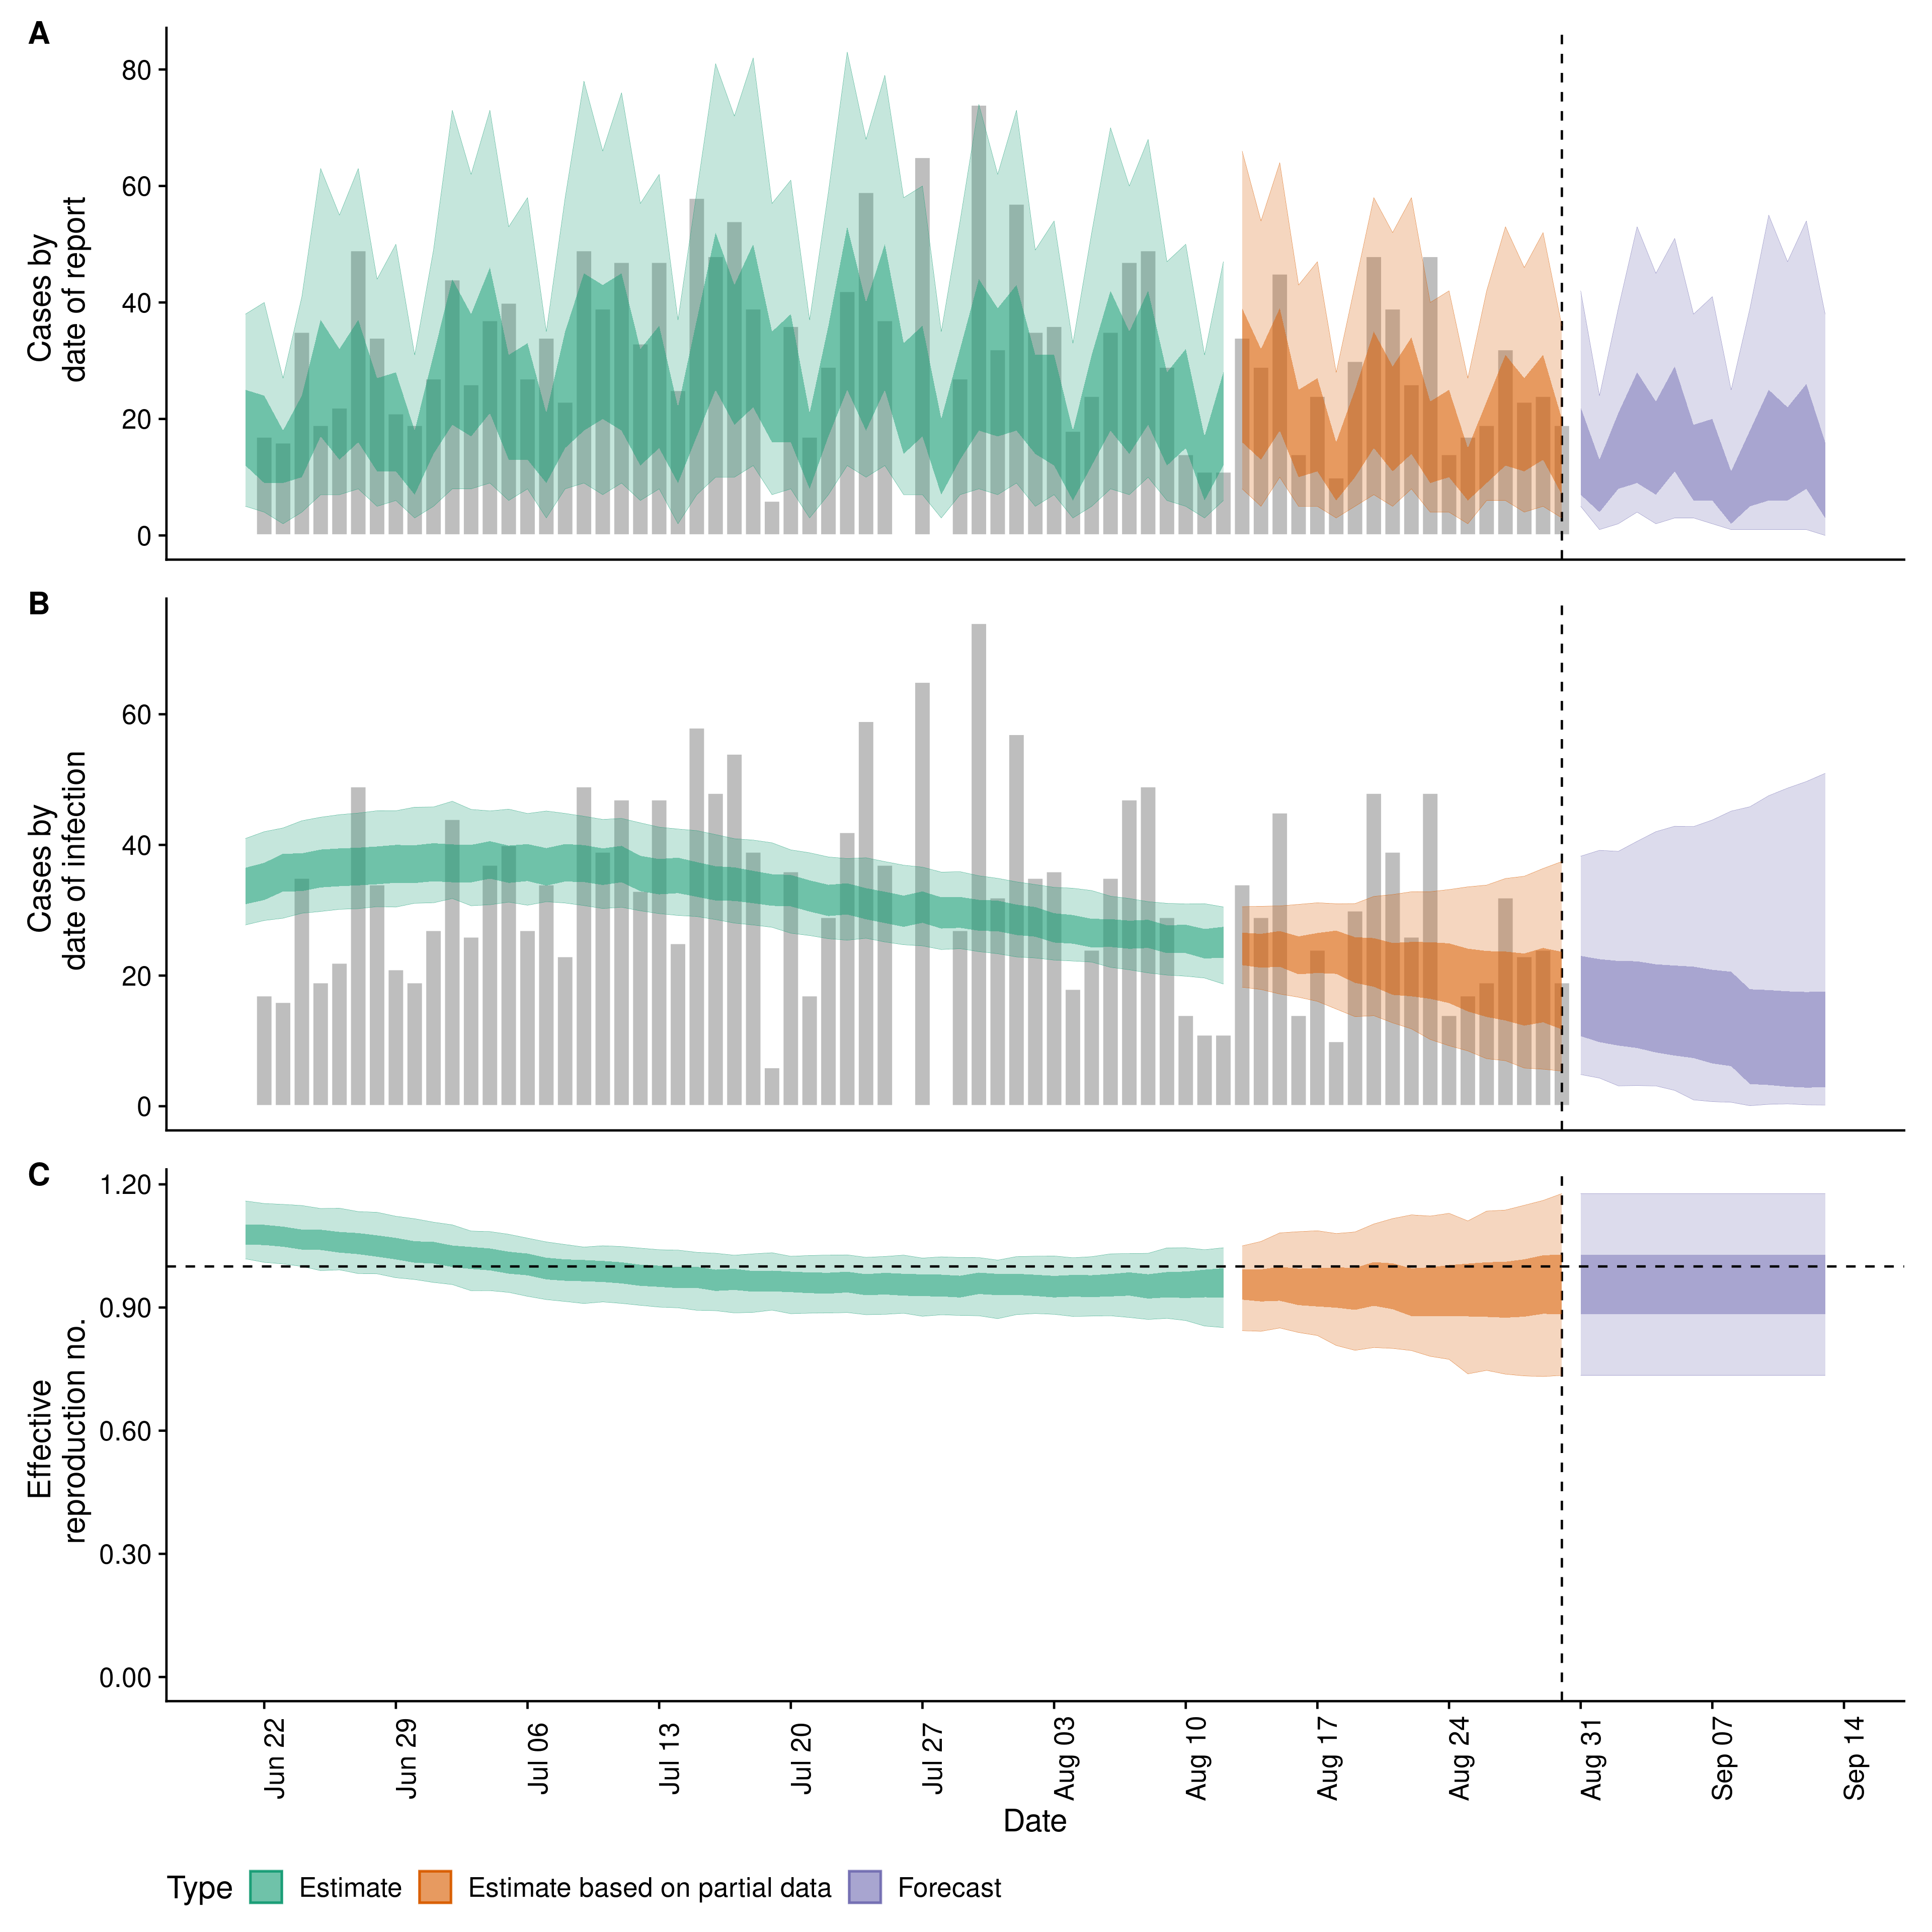 A
80
60
40
20
0
Cases by
date of report
B
60
40
20
0
Cases by
date of infection
C
1.20
0.90
0.60
0.30
0.00
Effective
reproduction no.
Jun 22
Jun 29
Jul 06
Jul 13
Jul 20
Jul 27
Aug 03
Aug 10
Aug 17
Aug 24
Aug 31
Sep 07
Sep 14
Date
Type Estimate Estimate based on partial data Forecast